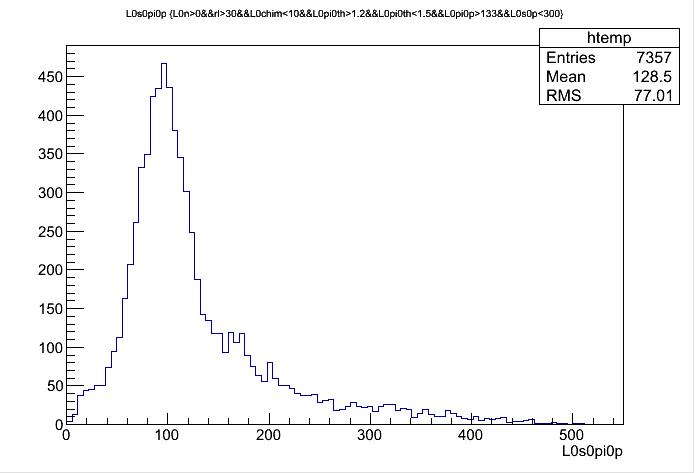 L0s0pi0p {L0n>0&&rl>30&&L0chim<10&&L0pi0th>1.2&&L0pi0th<1.5&&L0pi0p>133&&L0s0p<300}
htemp
Entries 7357
Mean 128.5
RMS 77.01
450
400
350
300
250
200
150
100
50
0
0 100 200 300 400 500
L0s0pi0p